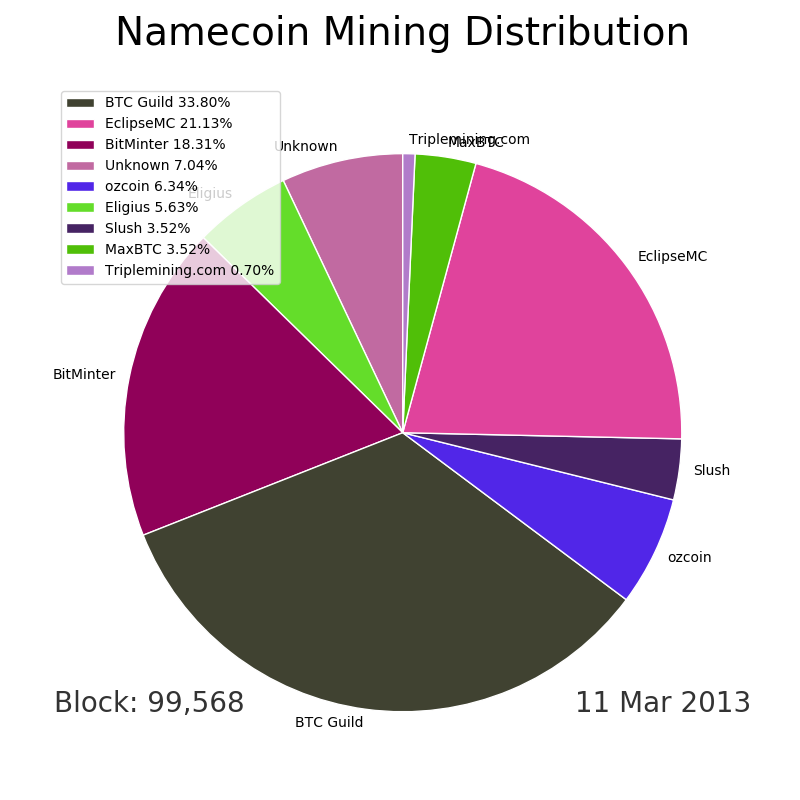 Namecoin Mining Distribution
BTC Guild 33.80%
EclipseMC 21.13%
BitMinter 18.31%
Unknown 7.04%
ozcoin 6.34%
Eligius 5.63%
Slush 3.52%
MaxBTC 3.52%
Triplemining.com 0.70%
Triplemining.com
MaxBTC
Unknown
Eligius
EclipseMC
BitMinter
Slush
ozcoin
BTC Guild
Block: 99,568
11 Mar 2013